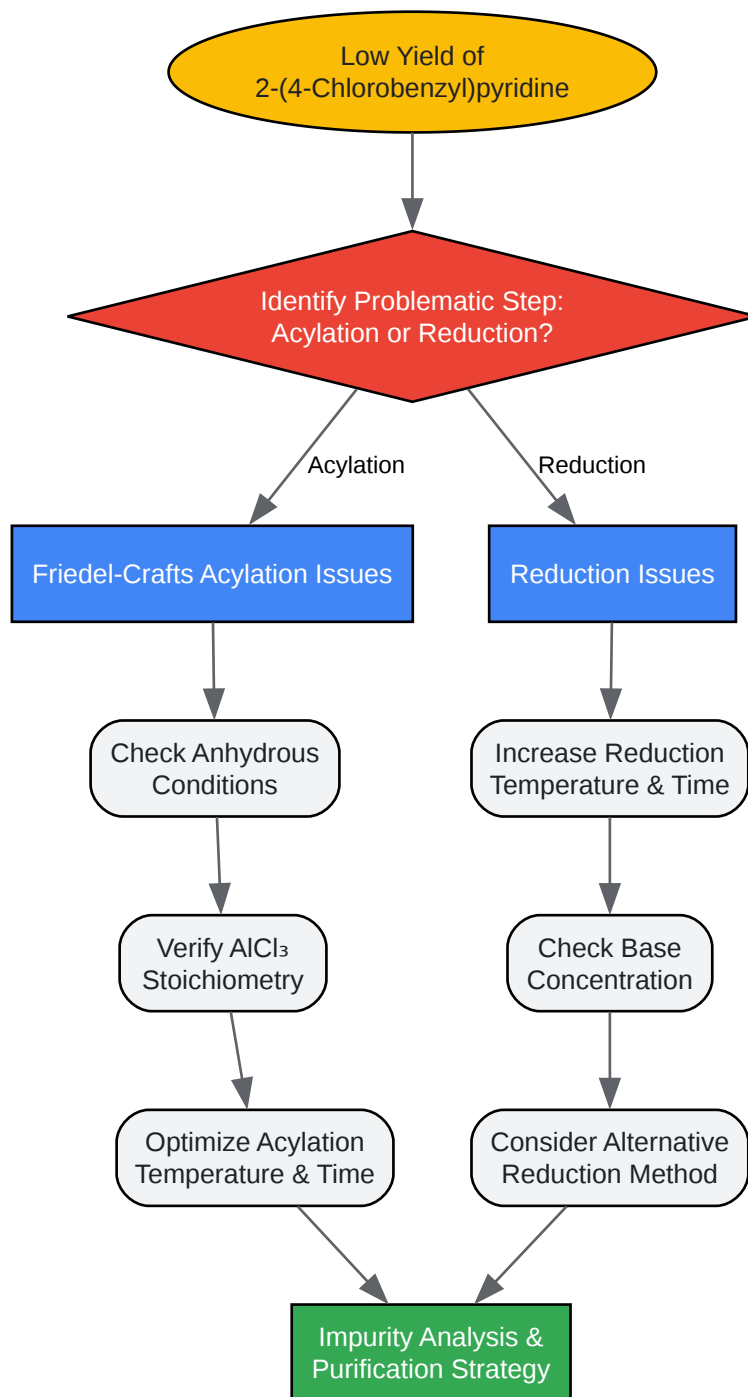 Low Yield of
2-(4-Chlorobenzyl)pyridine
Identify Problematic Step:
Acylation or Reduction?
Acylation
Reduction
Friedel-Crafts Acylation Issues
Reduction Issues
Check Anhydrous
Conditions
Increase Reduction
Temperature & Time
Verify AlCl₃
Stoichiometry
Check Base
Concentration
Optimize Acylation
Temperature & Time
Consider Alternative
Reduction Method
Impurity Analysis &
Purification Strategy